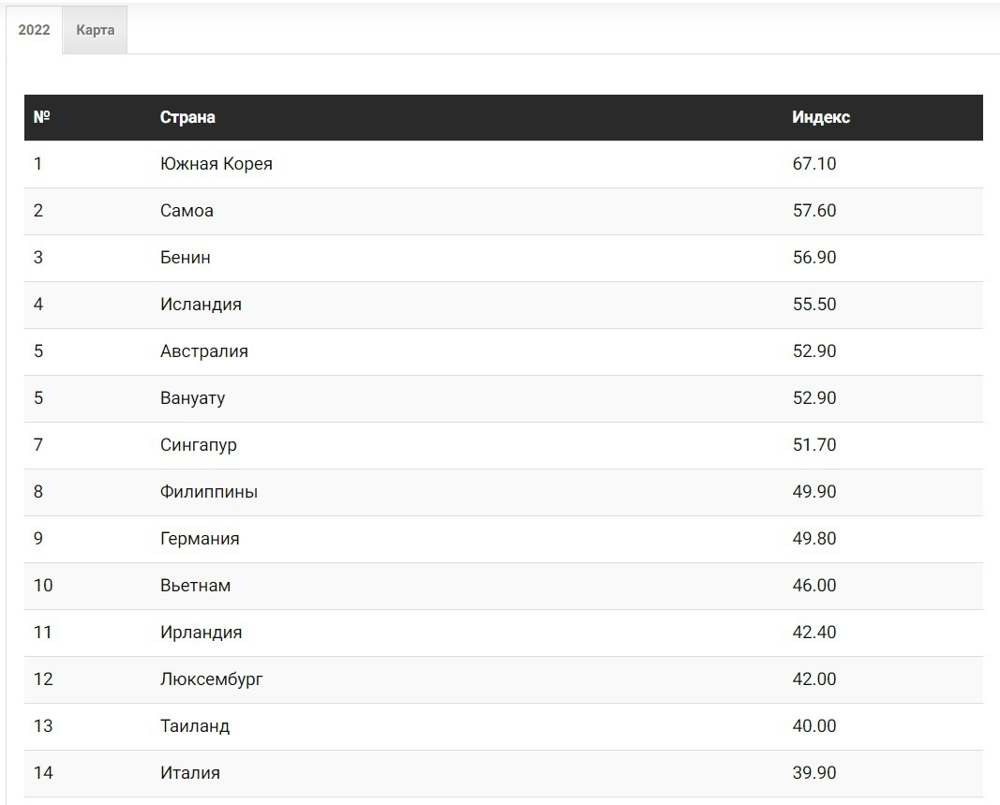 2022 Карта
№ Страна Индекс
1 Южная Корея 67.10
2 Самоа 57.60
3 Бенин 56.90
4 Исландия 55.50
5 Австралия 52.90
5 Вануату 52.90
7 Сингапур 51.70
8 Филиппины 49.90
9 Германия 49.80
10 Вьетнам 46.00
11 Ирландия 42.40
12 Люксембург 42.00
13 Таиланд 40.00
14 Италия 39.90